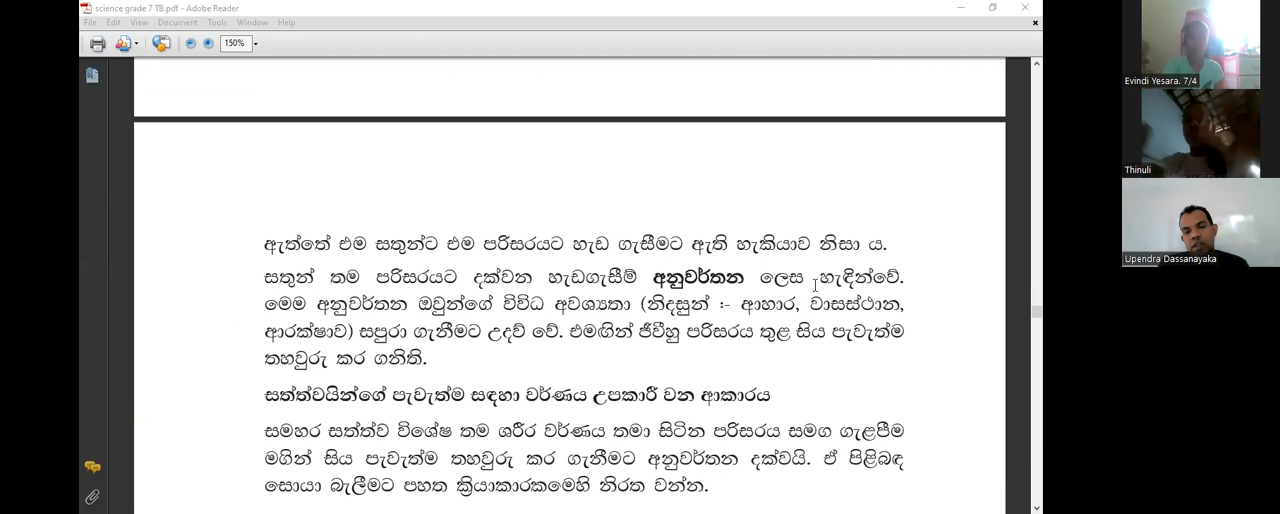 science grade 7 TB.pdf - Adobe Reader
File Edit View Document Tools Window Help
150%
Evindi Yesara. 7/4
Thinuli
Upendra Dassanayaka
ඇත්තේ එම සතුන්ට එම පරිසරයට හැඩ ගැසීමට ඇති හැකියාව නිසා ය.
සතුන් තම පරිසරයට දක්වන හැඩගැසීම් අනුවර්තන ලෙස හැඳින්වේ.
මෙම අනුවර්තන ඔවුන්ගේ විවිධ අවශ්‍යතා (නිදසුන් :- ආහාර, වාසස්ථාන,
ආරක්ෂාව) සපුරා ගැනීමට උදව් වේ. එමඟින් ජීවීහු පරිසරය තුළ සිය පැවැත්ම
තහවුරු කර ගනිති.
සත්ත්වයින්ගේ පැවැත්ම සඳහා වර්ණය උපකාරී වන ආකාරය
සමහර සත්ත්ව විශේෂ තම ශරීර වර්ණය තමා සිටින පරිසරය සමග ගැළපීම
මගින් සිය පැවැත්ම තහවුරු කර ගැනීමට අනුවර්තන දක්වයි. ඒ පිළිබඳ
සොයා බැලීමට පහත ක්‍රියාකාරකමෙහි නිරත වන්න.